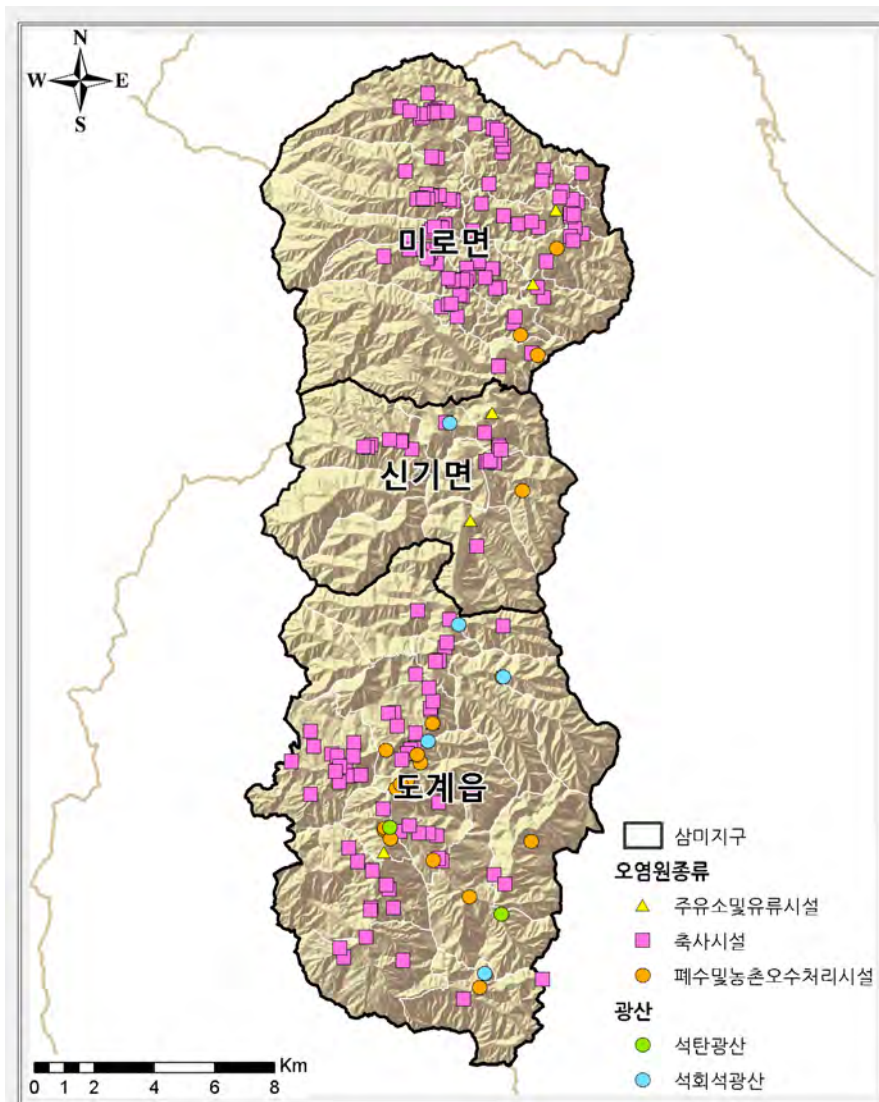 N
W E
S
미로면
신기면
도계읍
삼미지구
오염원종류
주유소및유류시설
축사시설
폐수및농촌오수처리시설
광산
석탄광산
석회석광산
Km
0 1 2 4 6 8